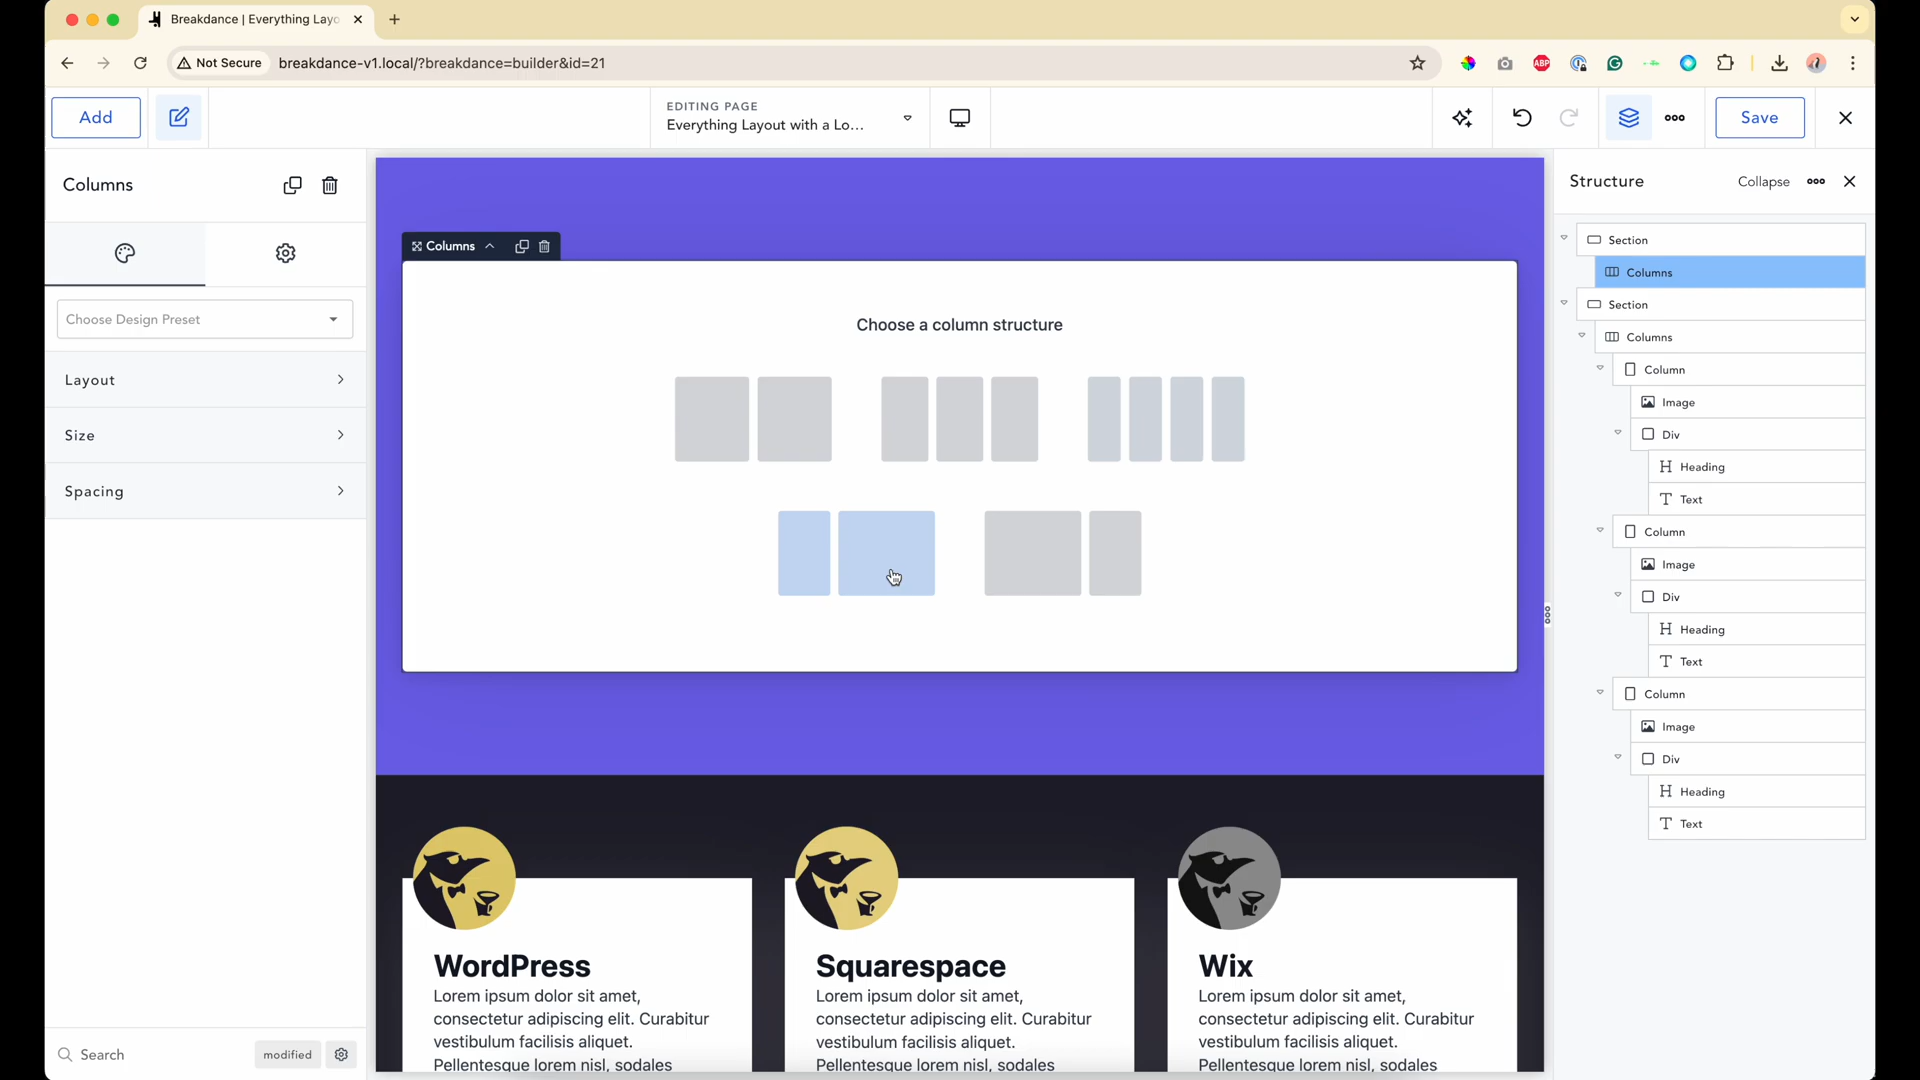 Breakdance | Everything Layo
Not Secure
breakdance-v1.local/?breakdance=builder&id=21
ABP
Add
EDITING PAGE
Everything Layout with a Lo...
Save
Columns
Choose Design Preset
Layout
Size
Spacing
Search
modified
Columns
Choose a column structure
WordPress
Lorem ipsum dolor sit amet,
consectetur adipiscing elit. Curabitur
vestibulum facilisis aliquet.
Pellentesque lorem nisl, sodales
Squarespace
Lorem ipsum dolor sit amet,
consectetur adipiscing elit. Curabitur
vestibulum facilisis aliquet.
Pellentesque lorem nisl, sodales
Wix
Lorem ipsum dolor sit amet,
consectetur adipiscing elit. Curabitur
vestibulum facilisis aliquet.
Pellentesque lorem nisl, sodales
Structure
Collapse
Section
Columns
Section
Columns
Column
Image
Div
Heading
Text
Column
Image
Div
Heading
Text
Column
Image
Div
Heading
Text